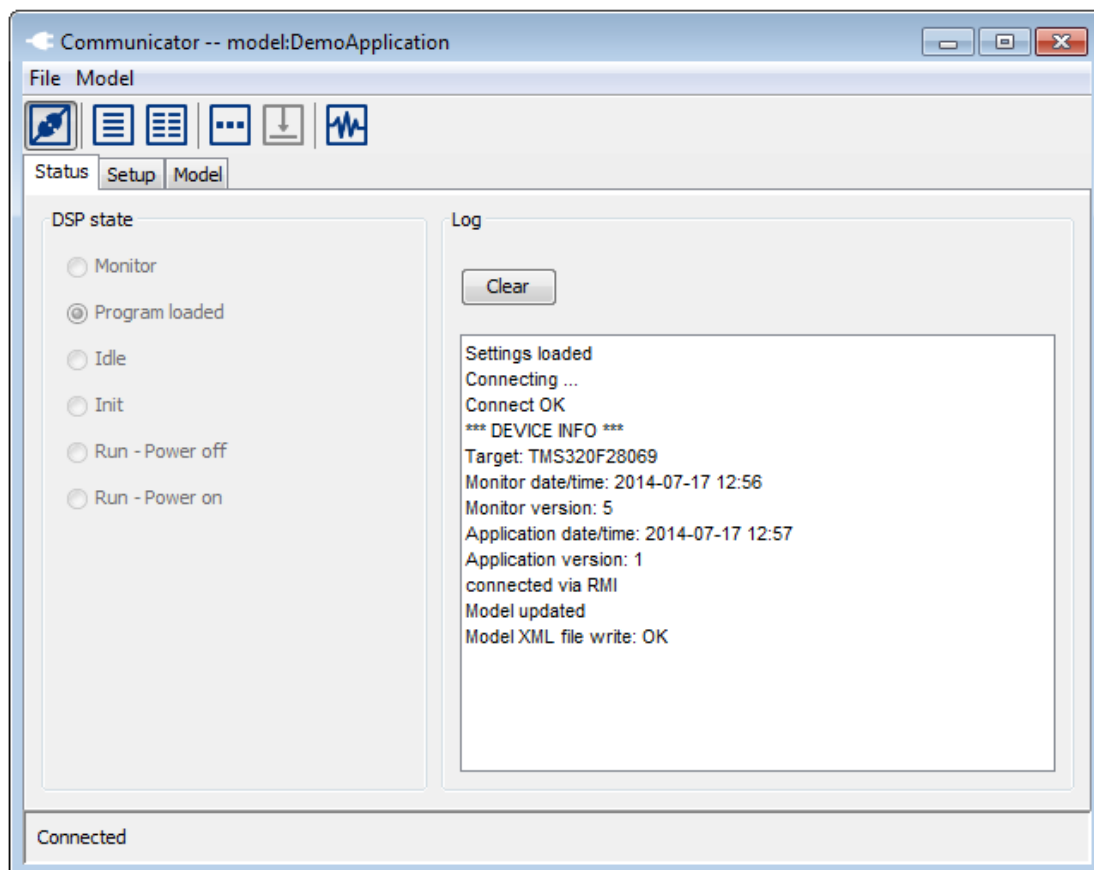 Communicator -- model:DemoApplication
File Model
Status Setup Model
DSP state
Monitor
Program loaded
Idle
Init
Run - Power off
Run - Power on
Log
Clear
Settings loaded
Connecting ...
Connect OK
*** DEVICE INFO ***
Target: TMS320F28069
Monitor date/time: 2014-07-17 12:56
Monitor version: 5
Application date/time: 2014-07-17 12:57
Application version: 1
connected via RMI
Model updated
Model XML file write: OK
Connected